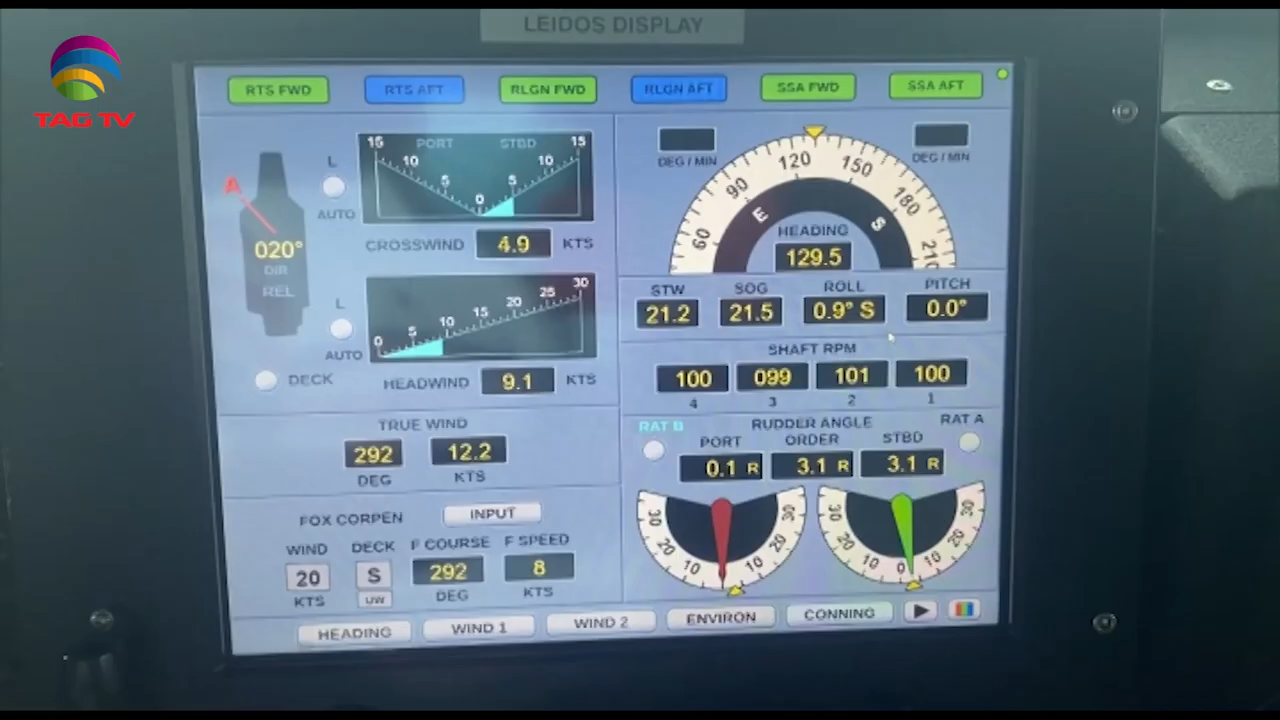 LEIDOS DISPLAY
TAG TV
RTS FWD
RTS AFT
RLGN FWD
RLGN AFT
SSA FWD
SSA AFT
A
020°
DIR
REL
L
AUTO
L
AUTO
DECK
15 PORT STBD 15
10 10
5 5
0
CROSSWIND 4.9 KTS
0 5 10 15 20 25 30
HEADWIND 9.1 KTS
TRUE WIND
292 12.2
DEG KTS
FOX CORPEN INPUT
WIND DECK F COURSE F SPEED
20 S 292 8
KTS UW DEG KTS
DEG / MIN
DEG / MIN
60 90 120 150 180 210
E S
HEADING
129.5
STW SOG ROLL PITCH
21.2 21.5 0.9° S 0.0°
SHAFT RPM
100 099 101 100
4 3 2 1
RAT B RUDDER ANGLE RAT A
PORT ORDER STBD
0.1 R 3.1 R 3.1 R
30 20 10 10 20 30
30 20 10 0 10 20 30
HEADING WIND 1 WIND 2 ENVIRON CONNING